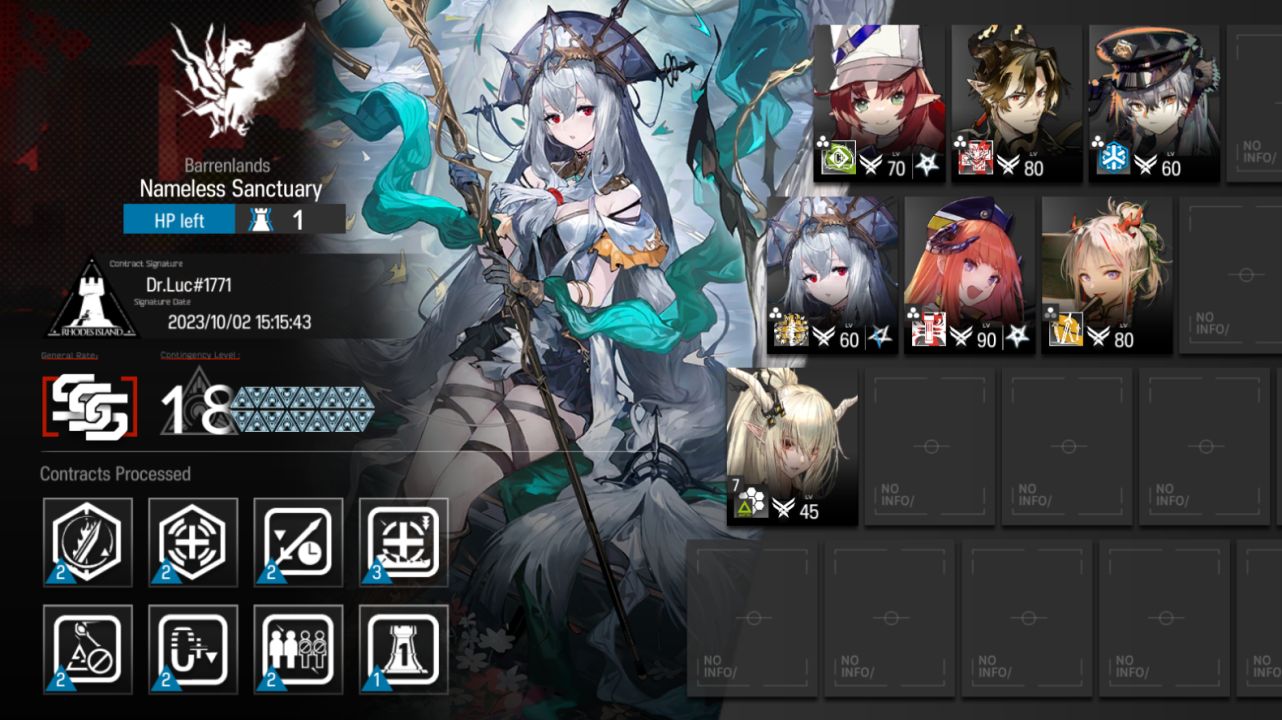 Barrenlands
Nameless Sanctuary
HP left 1
Contract Signature
Dr.Luc#1771
Signature Date
2023/10/02 15:15:43
RHODES ISLAND
General Rate:
Contingency Level :
SSS
18
Contracts Processed
2 2 2 3
2 2 2 1 1
LV 70
LV 80
LV 60
NO INFO/
LV 60
LV 90
LV 80
NO INFO/
7 LV 45
NO INFO/
NO INFO/
NO INFO/
NO INFO/
NO INFO/
NO INFO/
NO INFO/
NO INFO/